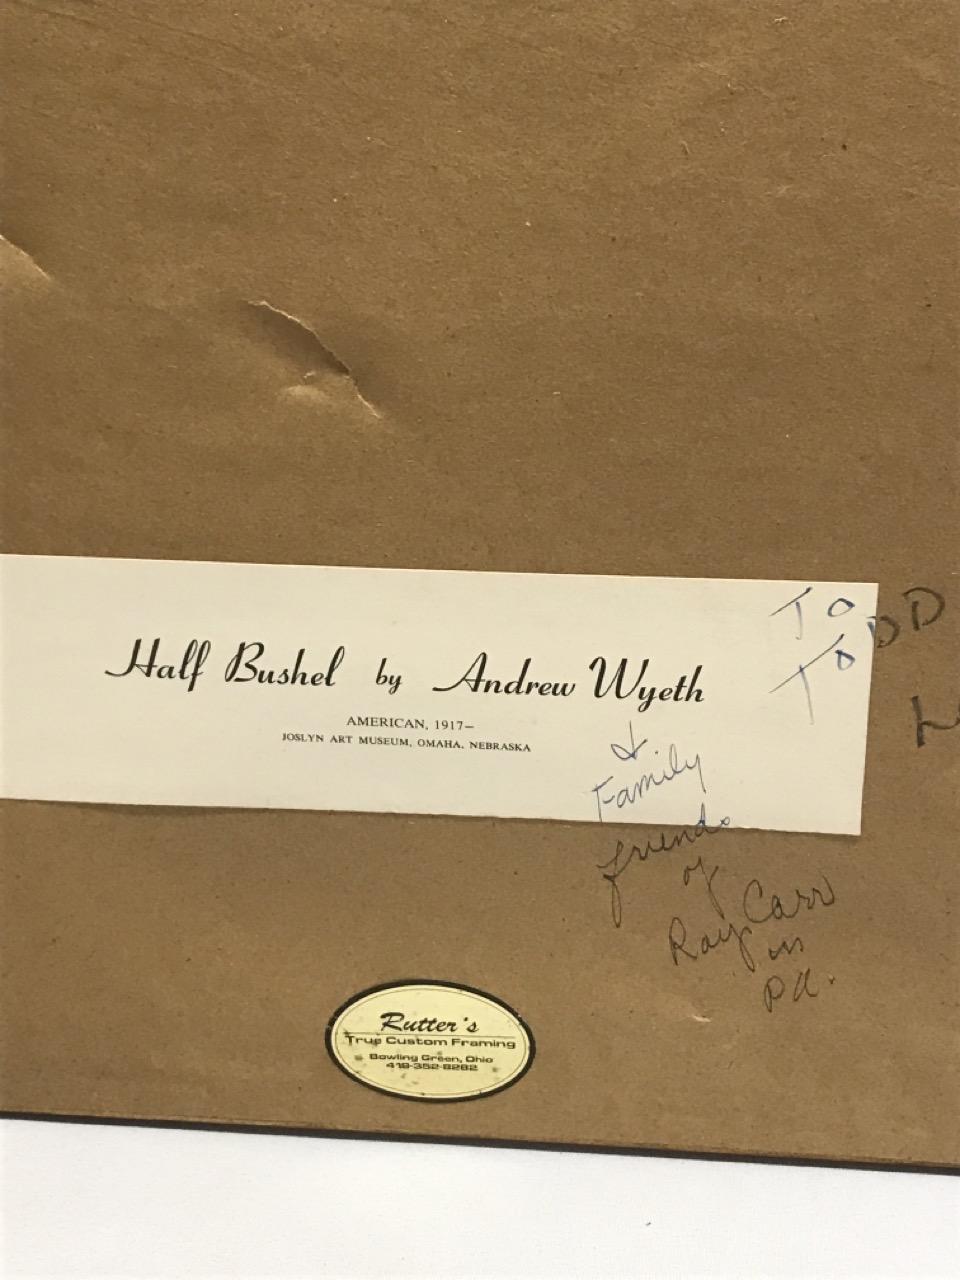 Half Bushel by Andrew Wyeth
AMERICAN, 1917–
JOSLYN ART MUSEUM, OMAHA, NEBRASKA
TO
TODD
Family
friends
of
Ray Carr
in
PA.
Rutter's
True Custom Framing
Bowling Green, Ohio
419-352-8282